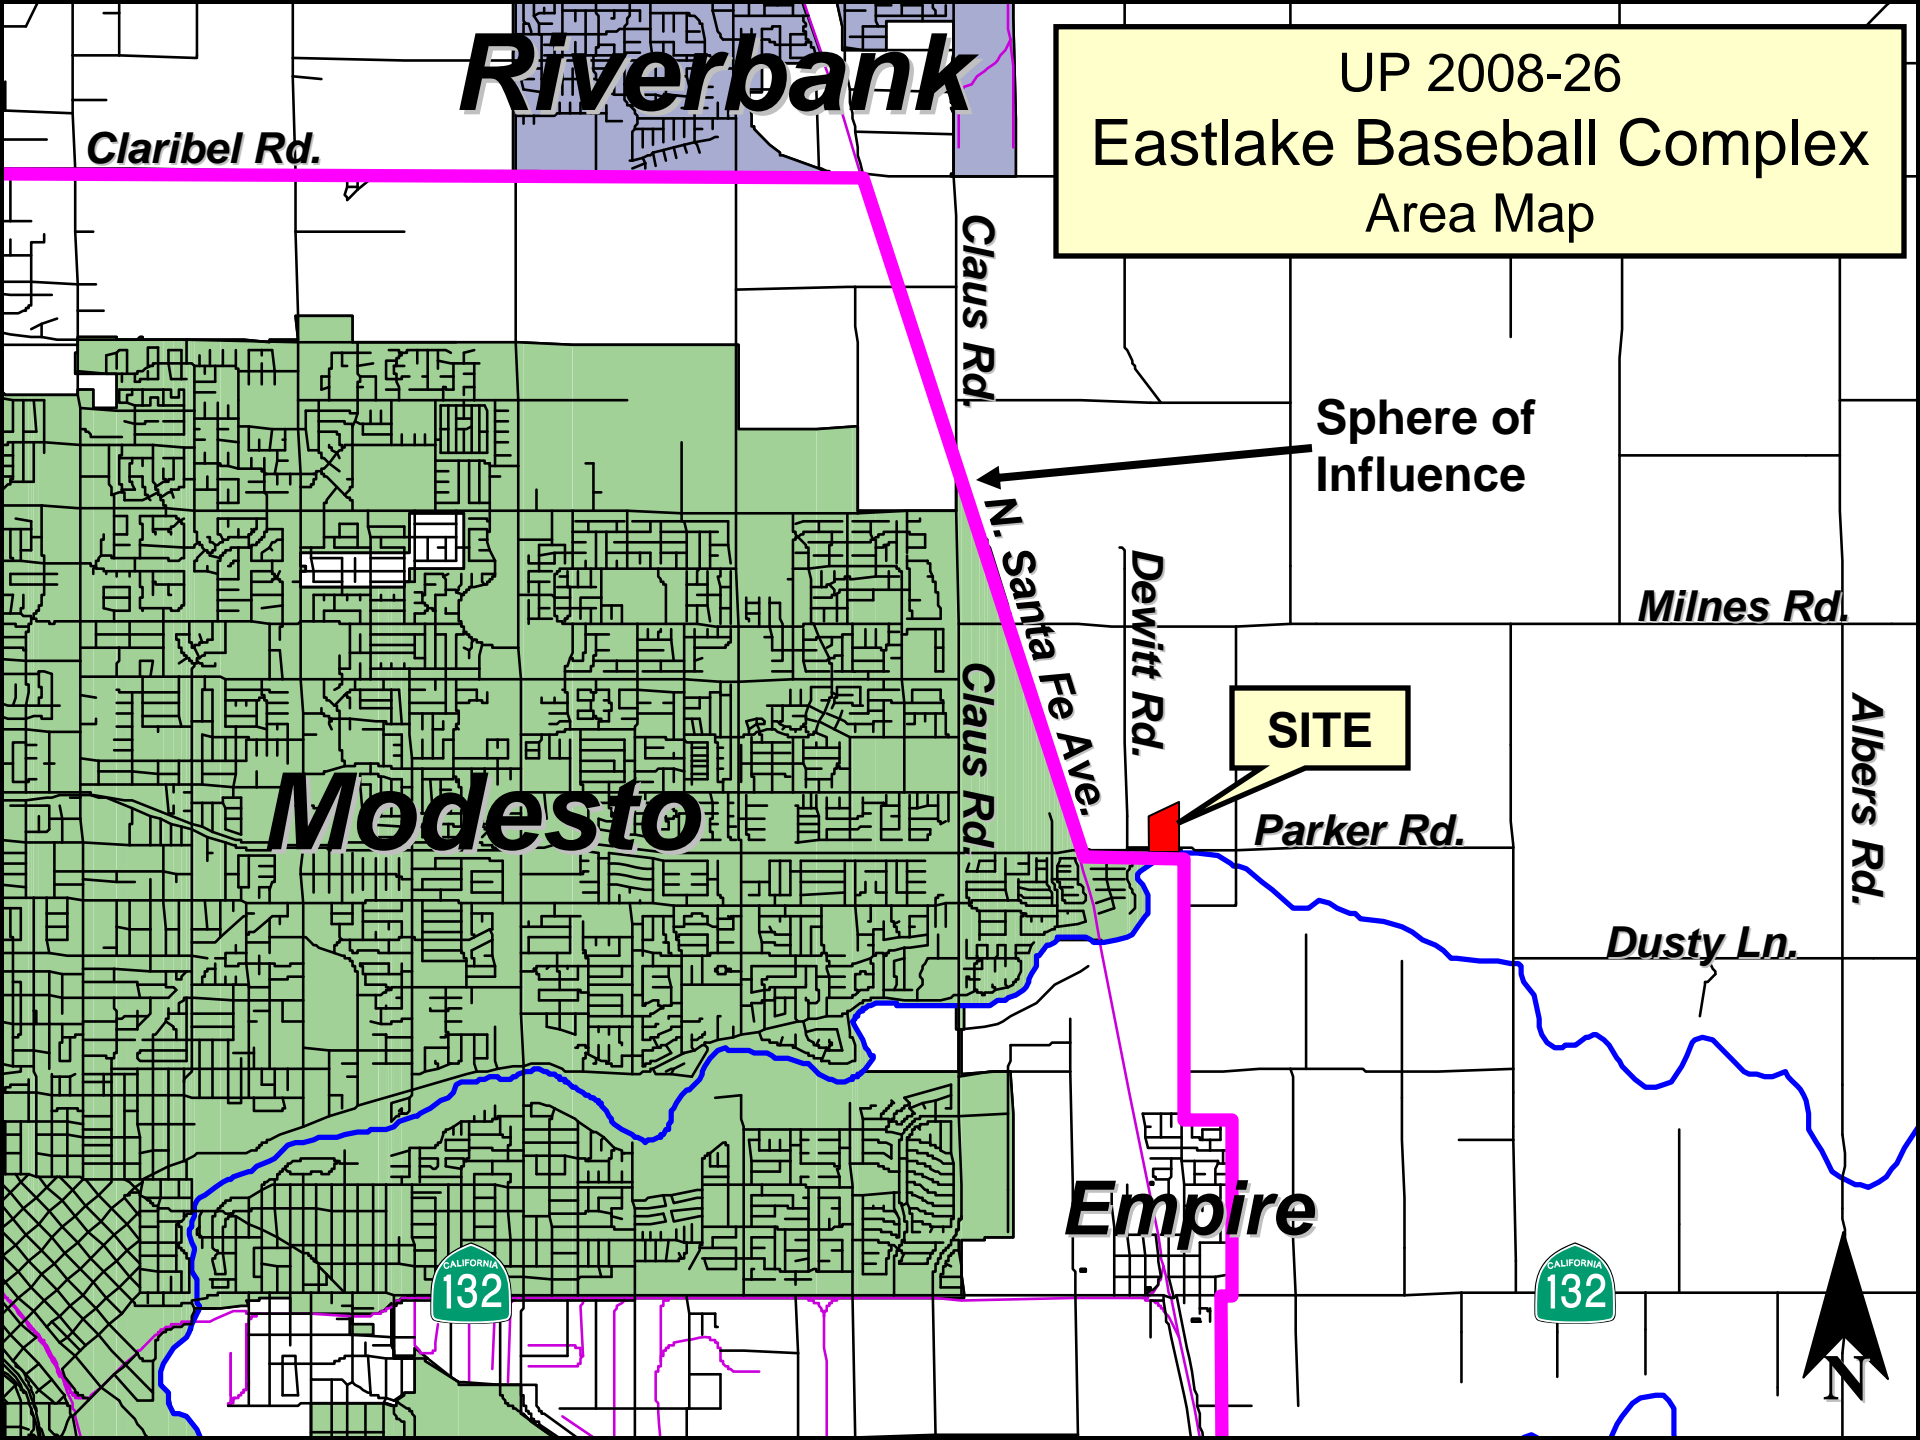 Riverbank
UP 2008-26
Eastlake Baseball Complex
Area Map
Claribel Rd.
Claus Rd.
Sphere of
Influence
N. Santa Fe Ave.
Dewitt Rd.
Milnes Rd.
Claus Rd.
SITE
Albers Rd.
Modesto
Parker Rd.
Dusty Ln.
Empire
CALIFORNIA
132
CALIFORNIA
132
N